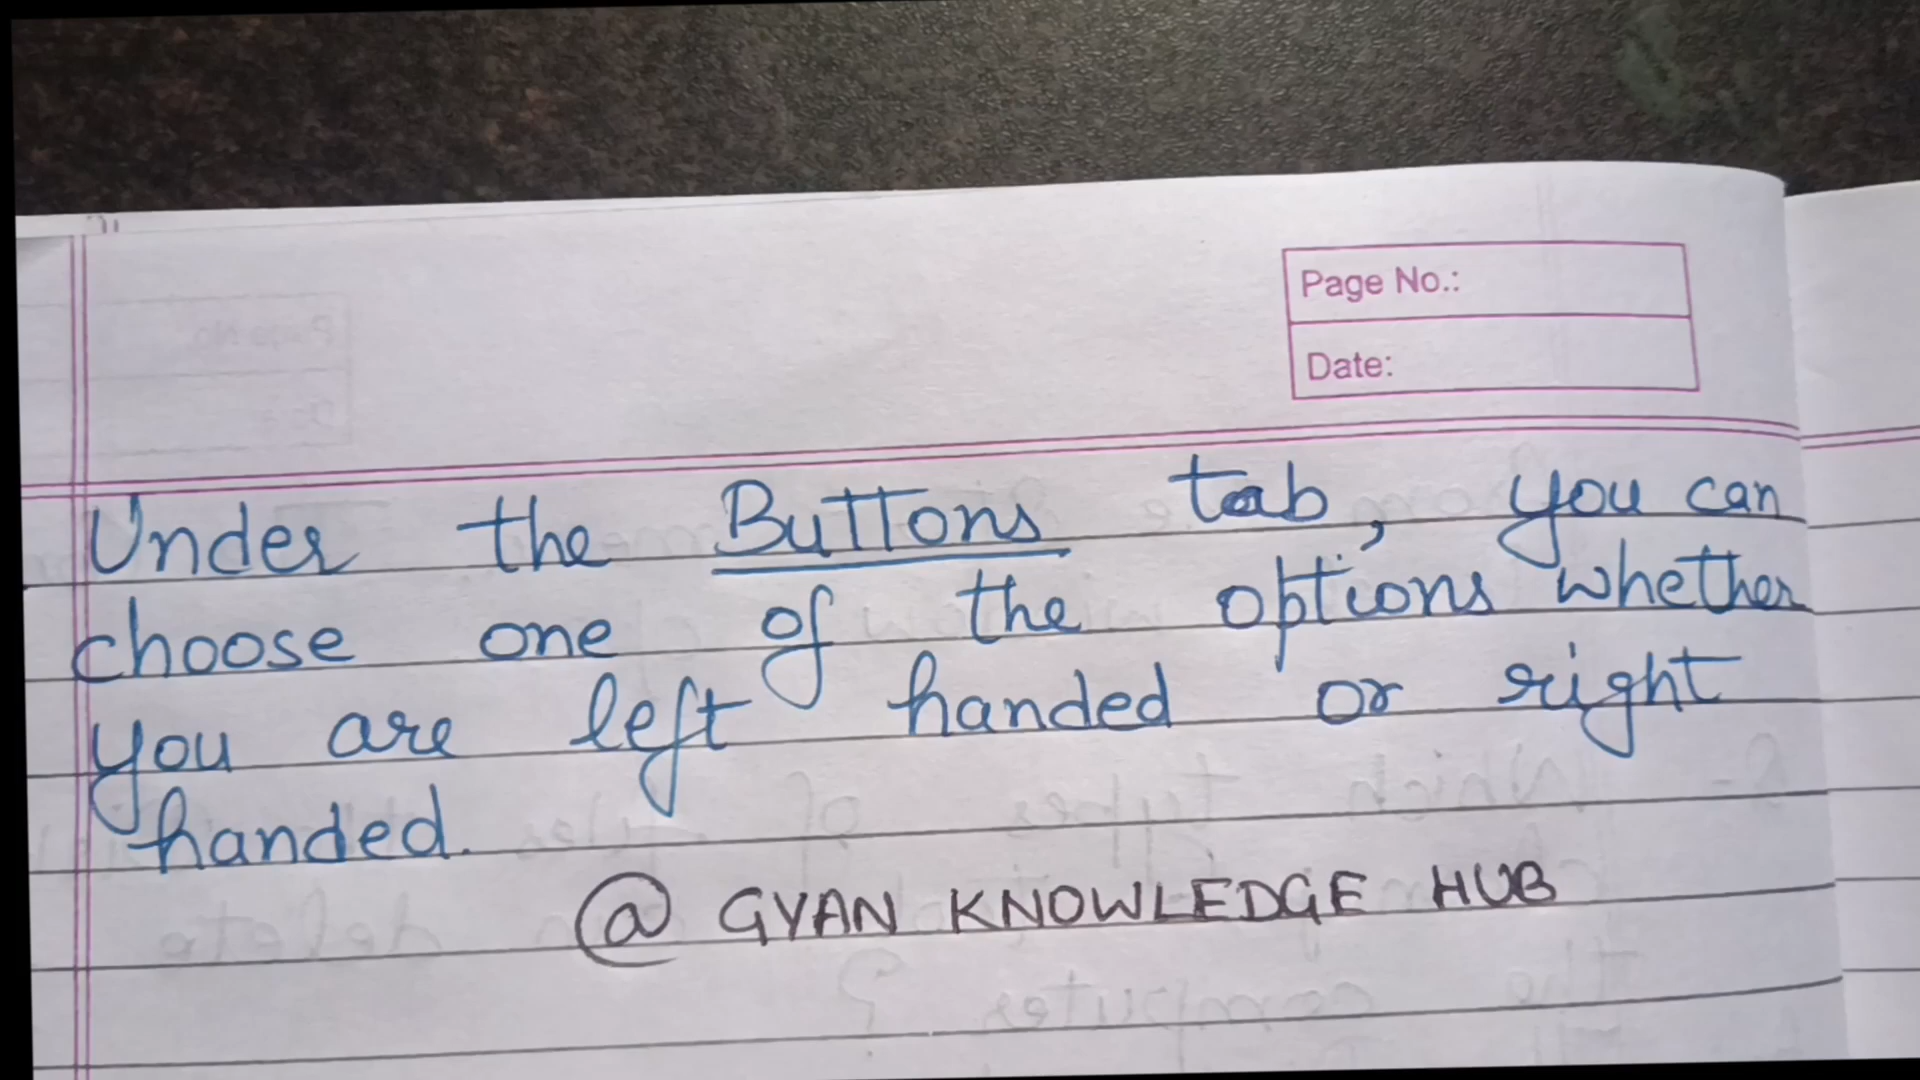 Page No.:
Date:
Under the Buttons tab, you can
choose one of the options whether
you are left handed or right
handed.
@ GYAN KNOWLEDGE HUB